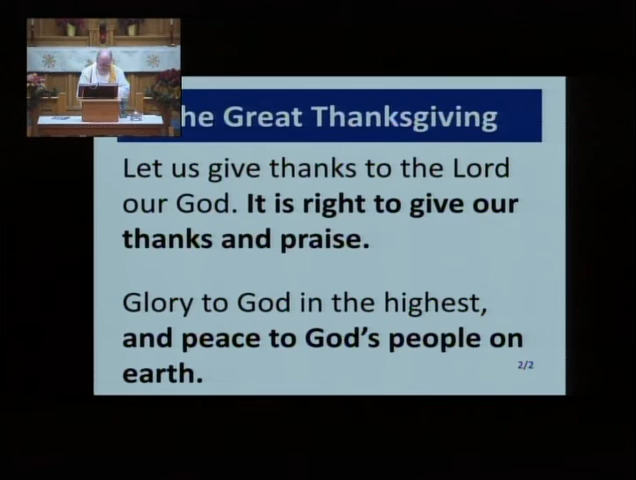 he Great Thanksgiving
Let us give thanks to the Lord
our God. It is right to give our
thanks and praise.
Glory to God in the highest,
and peace to God's people on
earth.
2/2